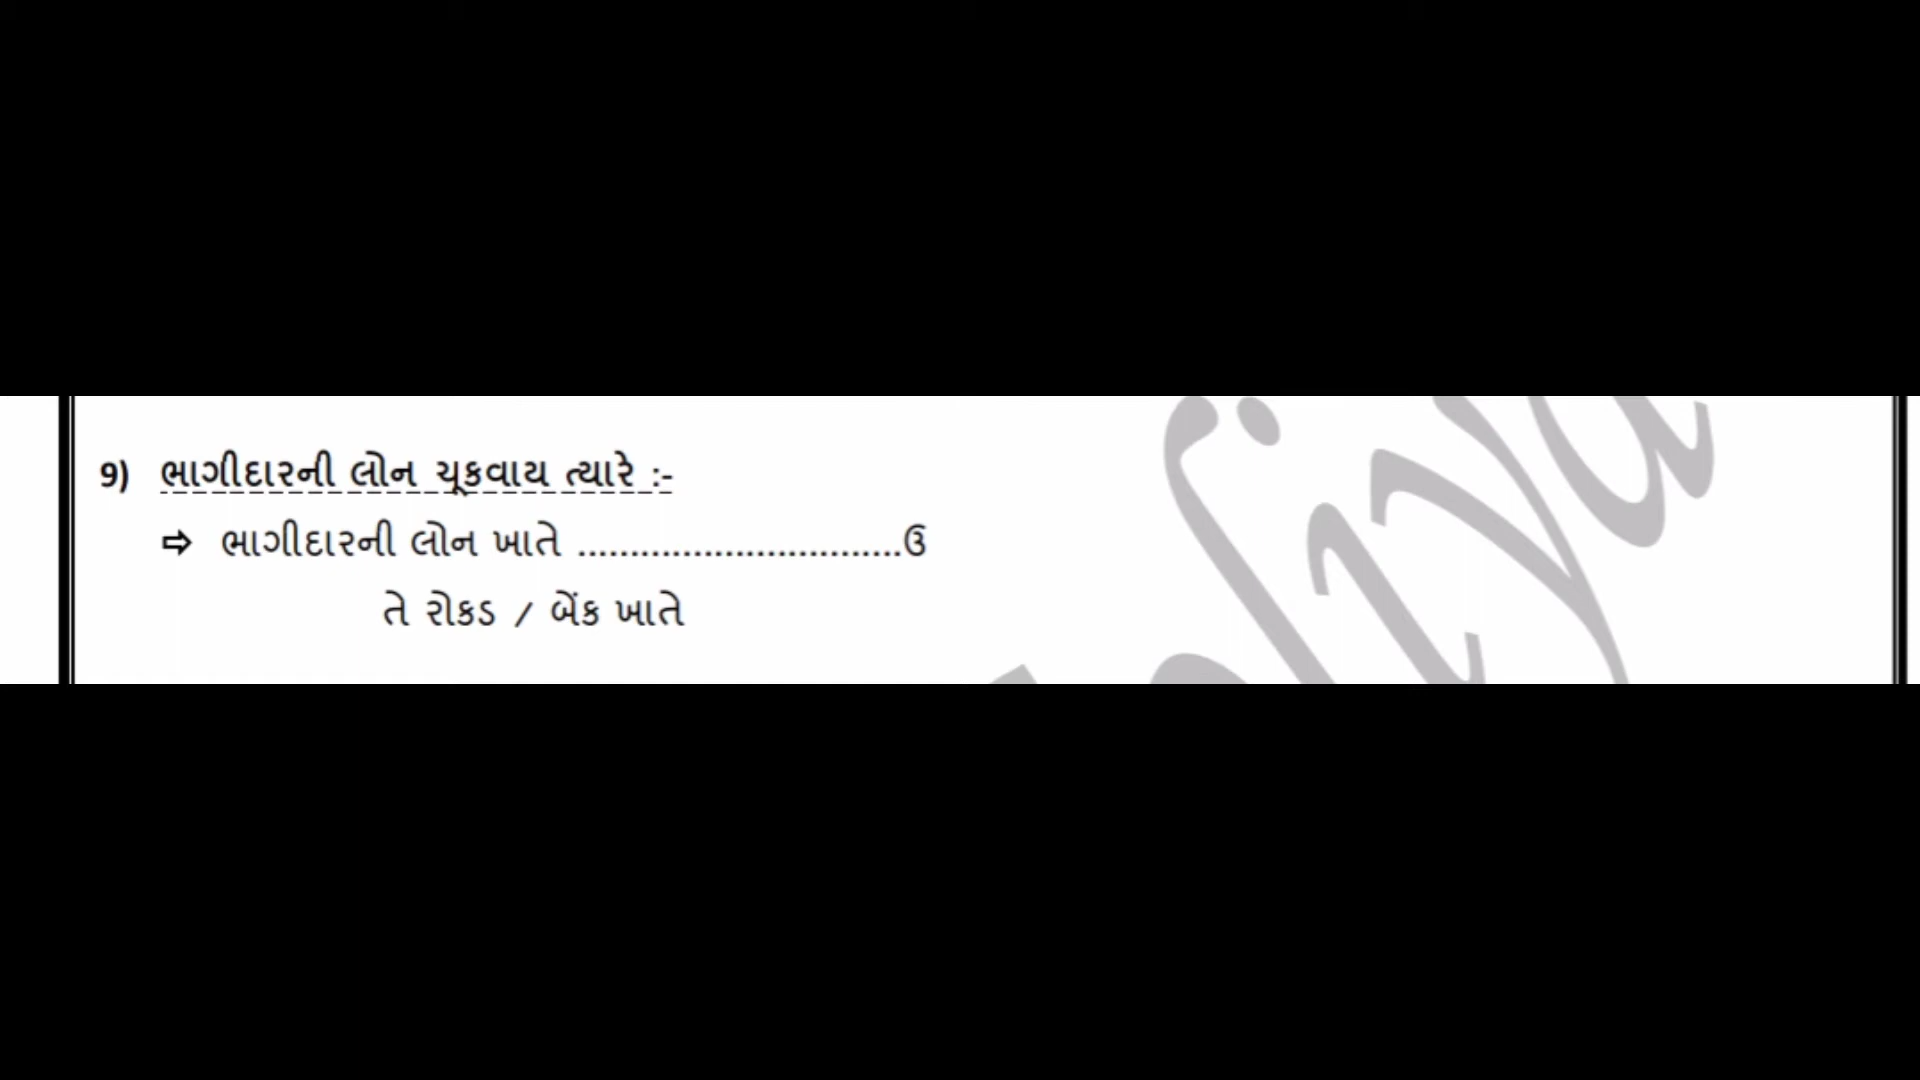 9) ભાગીદારની લોન ચૂકવાય ત્યારે :-
⇨ ભાગીદારની લોન ખાતે ...............................ઉ
તે રોકડ / બેંક ખાતે